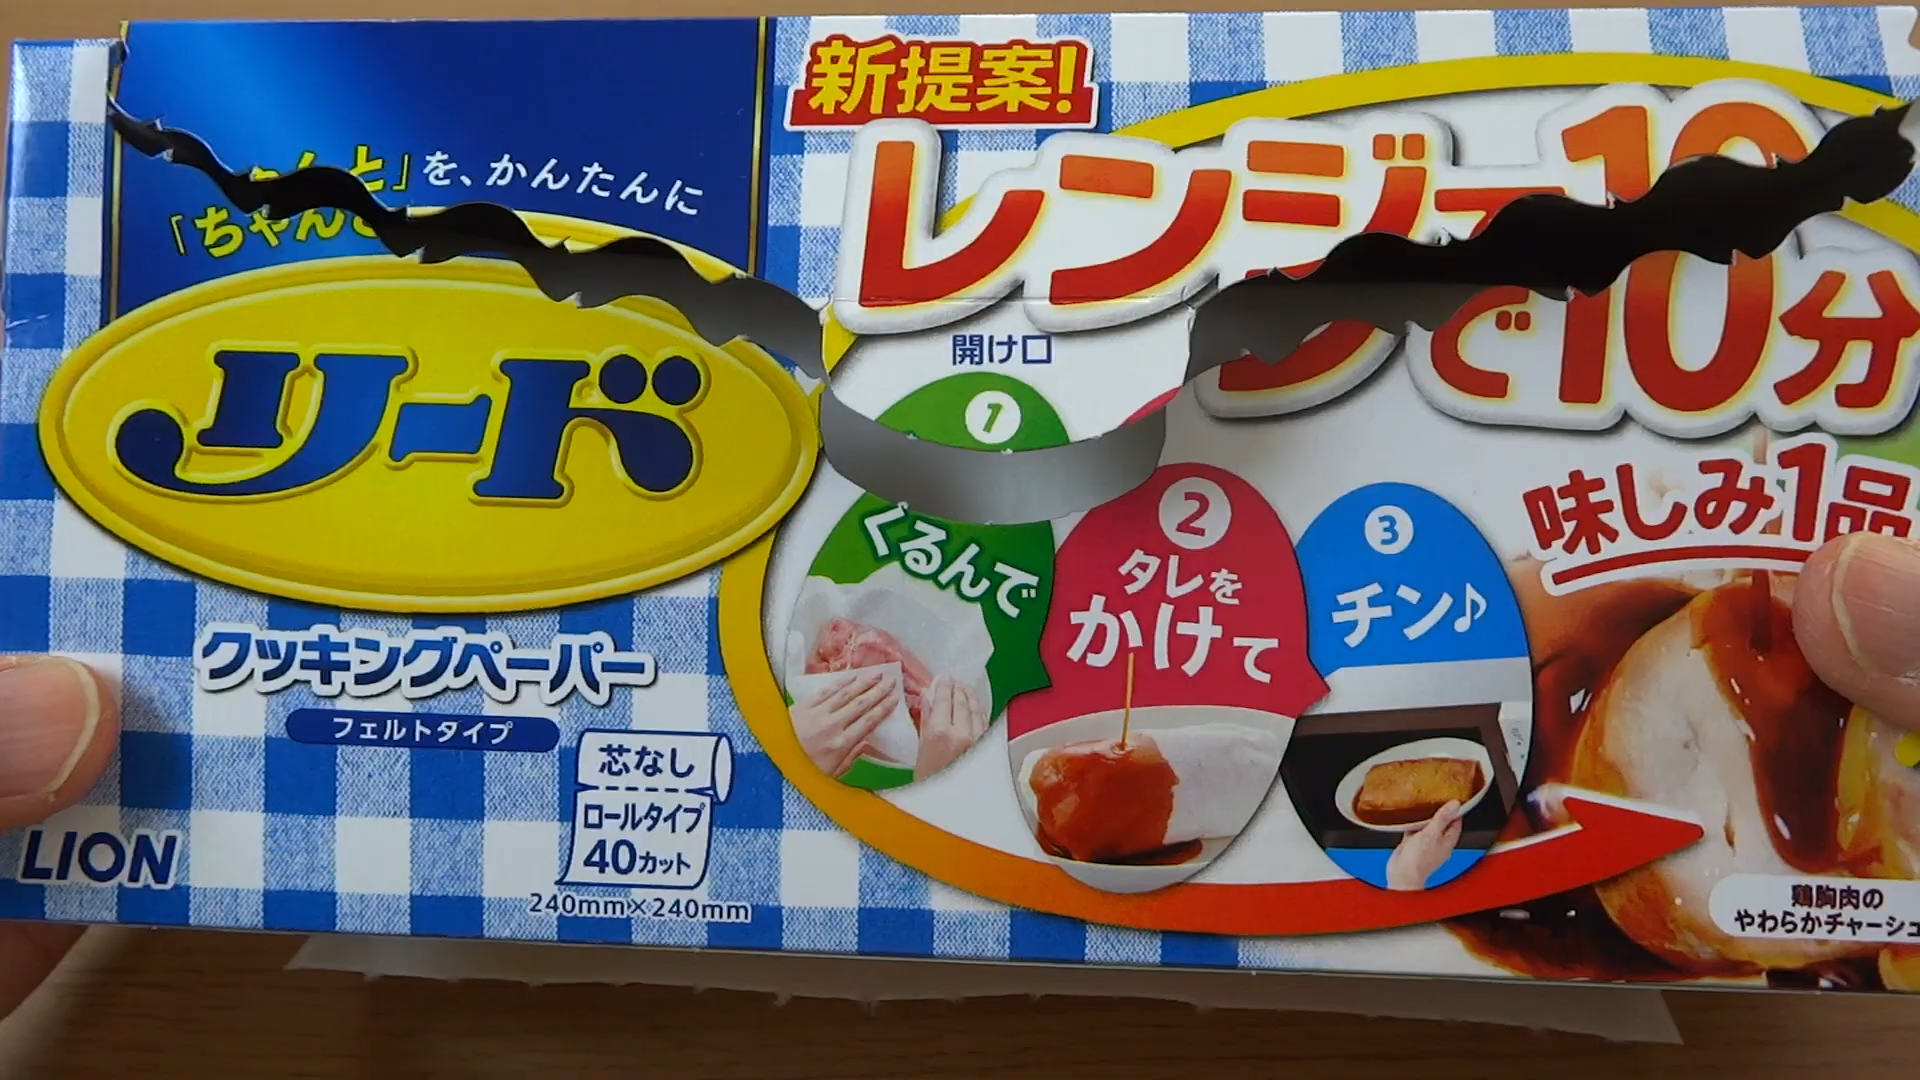 新提案!
「ちゃんと」を、かんたんに
レンジで10分
開け口
リード
1
ぐるんで
2
タレを
かけて
3
チン♪
味しみ1品
クッキングペーパー
フェルトタイプ
芯なし
ロールタイプ
40カット
240mm×240mm
LION
鶏胸肉の
やわらかチャーシュ